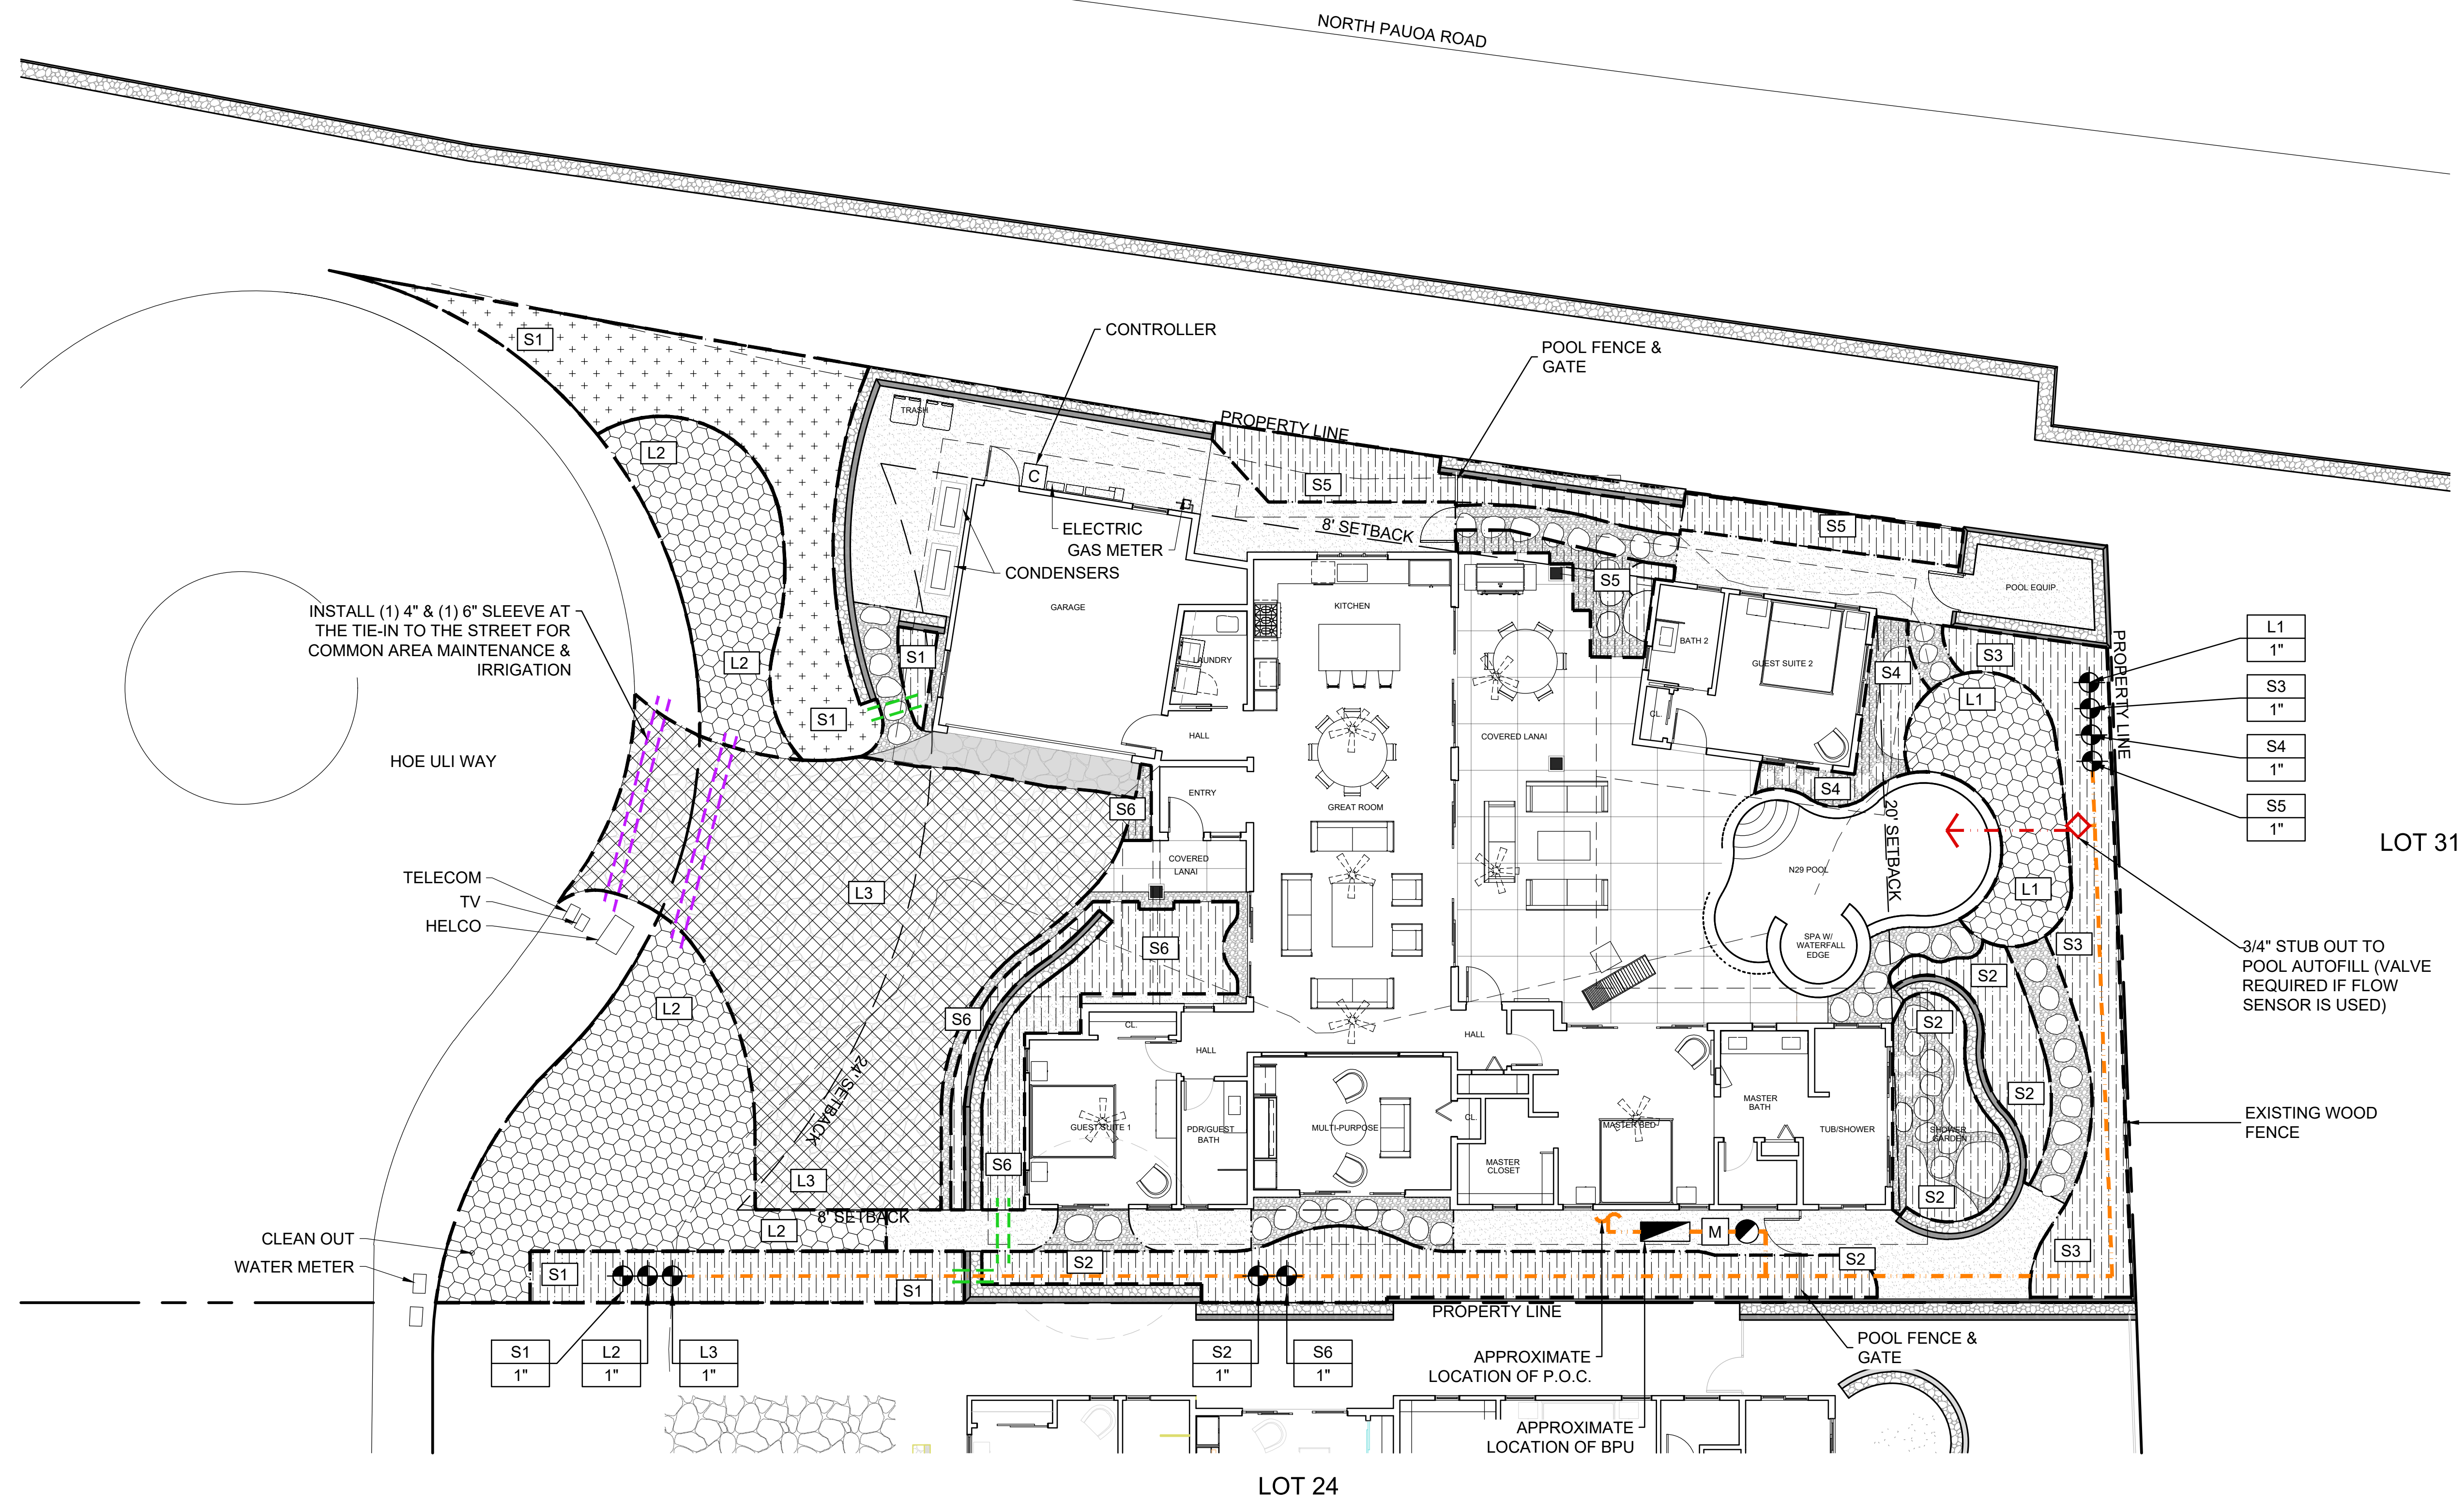 NORTH PAUOA ROAD
CONTROLLER
POOL FENCE &
GATE
S1
TRASH
PROPERTY LINE
L2
C
S5
ELECTRIC
GAS METER
8' SETBACK
S5
CONDENSERS
S5
POOL EQUIP.
GARAGE
KITCHEN
INSTALL (1) 4" & (1) 6" SLEEVE AT
THE TIE-IN TO THE STREET FOR
COMMON AREA MAINTENANCE &
IRRIGATION
L2
S1
LAUNDRY
BATH 2
GUEST SUITE 2
S4
S3
PROPERTY LINE
L1
1"
S3
1"
S4
1"
S5
1"
L1
CL.
S1
HALL
COVERED LANAI
HOE ULI WAY
ENTRY
S6
GREAT ROOM
S4
20' SETBACK
LOT 31
COVERED
LANAI
N29 POOL
TELECOM
TV
HELCO
L3
L1
SPA W/
WATERFALL
EDGE
S6
S3
3/4" STUB OUT TO
POOL AUTOFILL (VALVE
REQUIRED IF FLOW
SENSOR IS USED)
S2
L2
S6
CL.
HALL
HALL
S2
24' SETBACK
S2
GUEST SUITE 1
PDR/GUEST
BATH
MULTI-PURPOSE
CL.
MASTER BED
MASTER
BATH
TUB/SHOWER
SHOWER
GARDEN
EXISTING WOOD
FENCE
S6
MASTER
CLOSET
L3
S2
8' SETBACK
L2
M
CLEAN OUT
WATER METER
S1
S1
S2
S2
S3
PROPERTY LINE
S1
1"
L2
1"
L3
1"
S2
1"
S6
1"
APPROXIMATE
LOCATION OF P.O.C.
POOL FENCE &
GATE
APPROXIMATE
LOCATION OF BPU
LOT 24